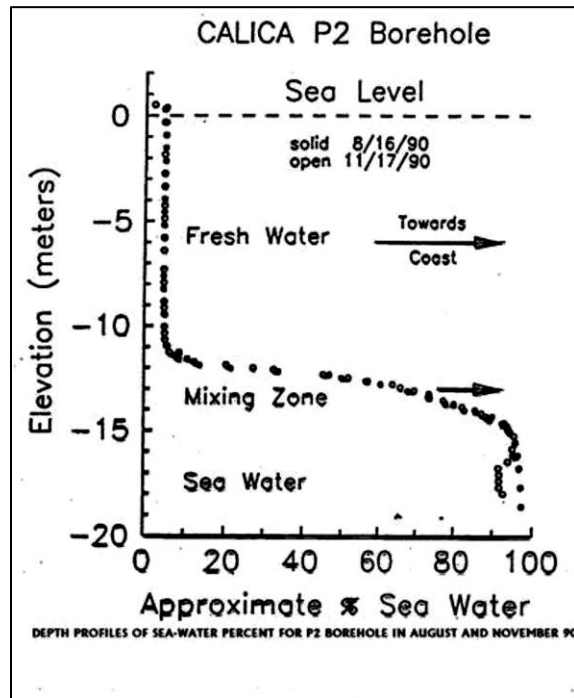 CALICA P2 Borehole
Sea Level
0
solid 8/16/90
open 11/17/90
Fresh Water
Towards
Coast
-5
-10
Mixing Zone
-15
Sea Water
-20
Elevation (meters)
0 20 40 60 80 100
Approximate % Sea Water
DEPTH PROFILES OF SEA-WATER PERCENT FOR P2 BOREHOLE IN AUGUST AND NOVEMBER 90